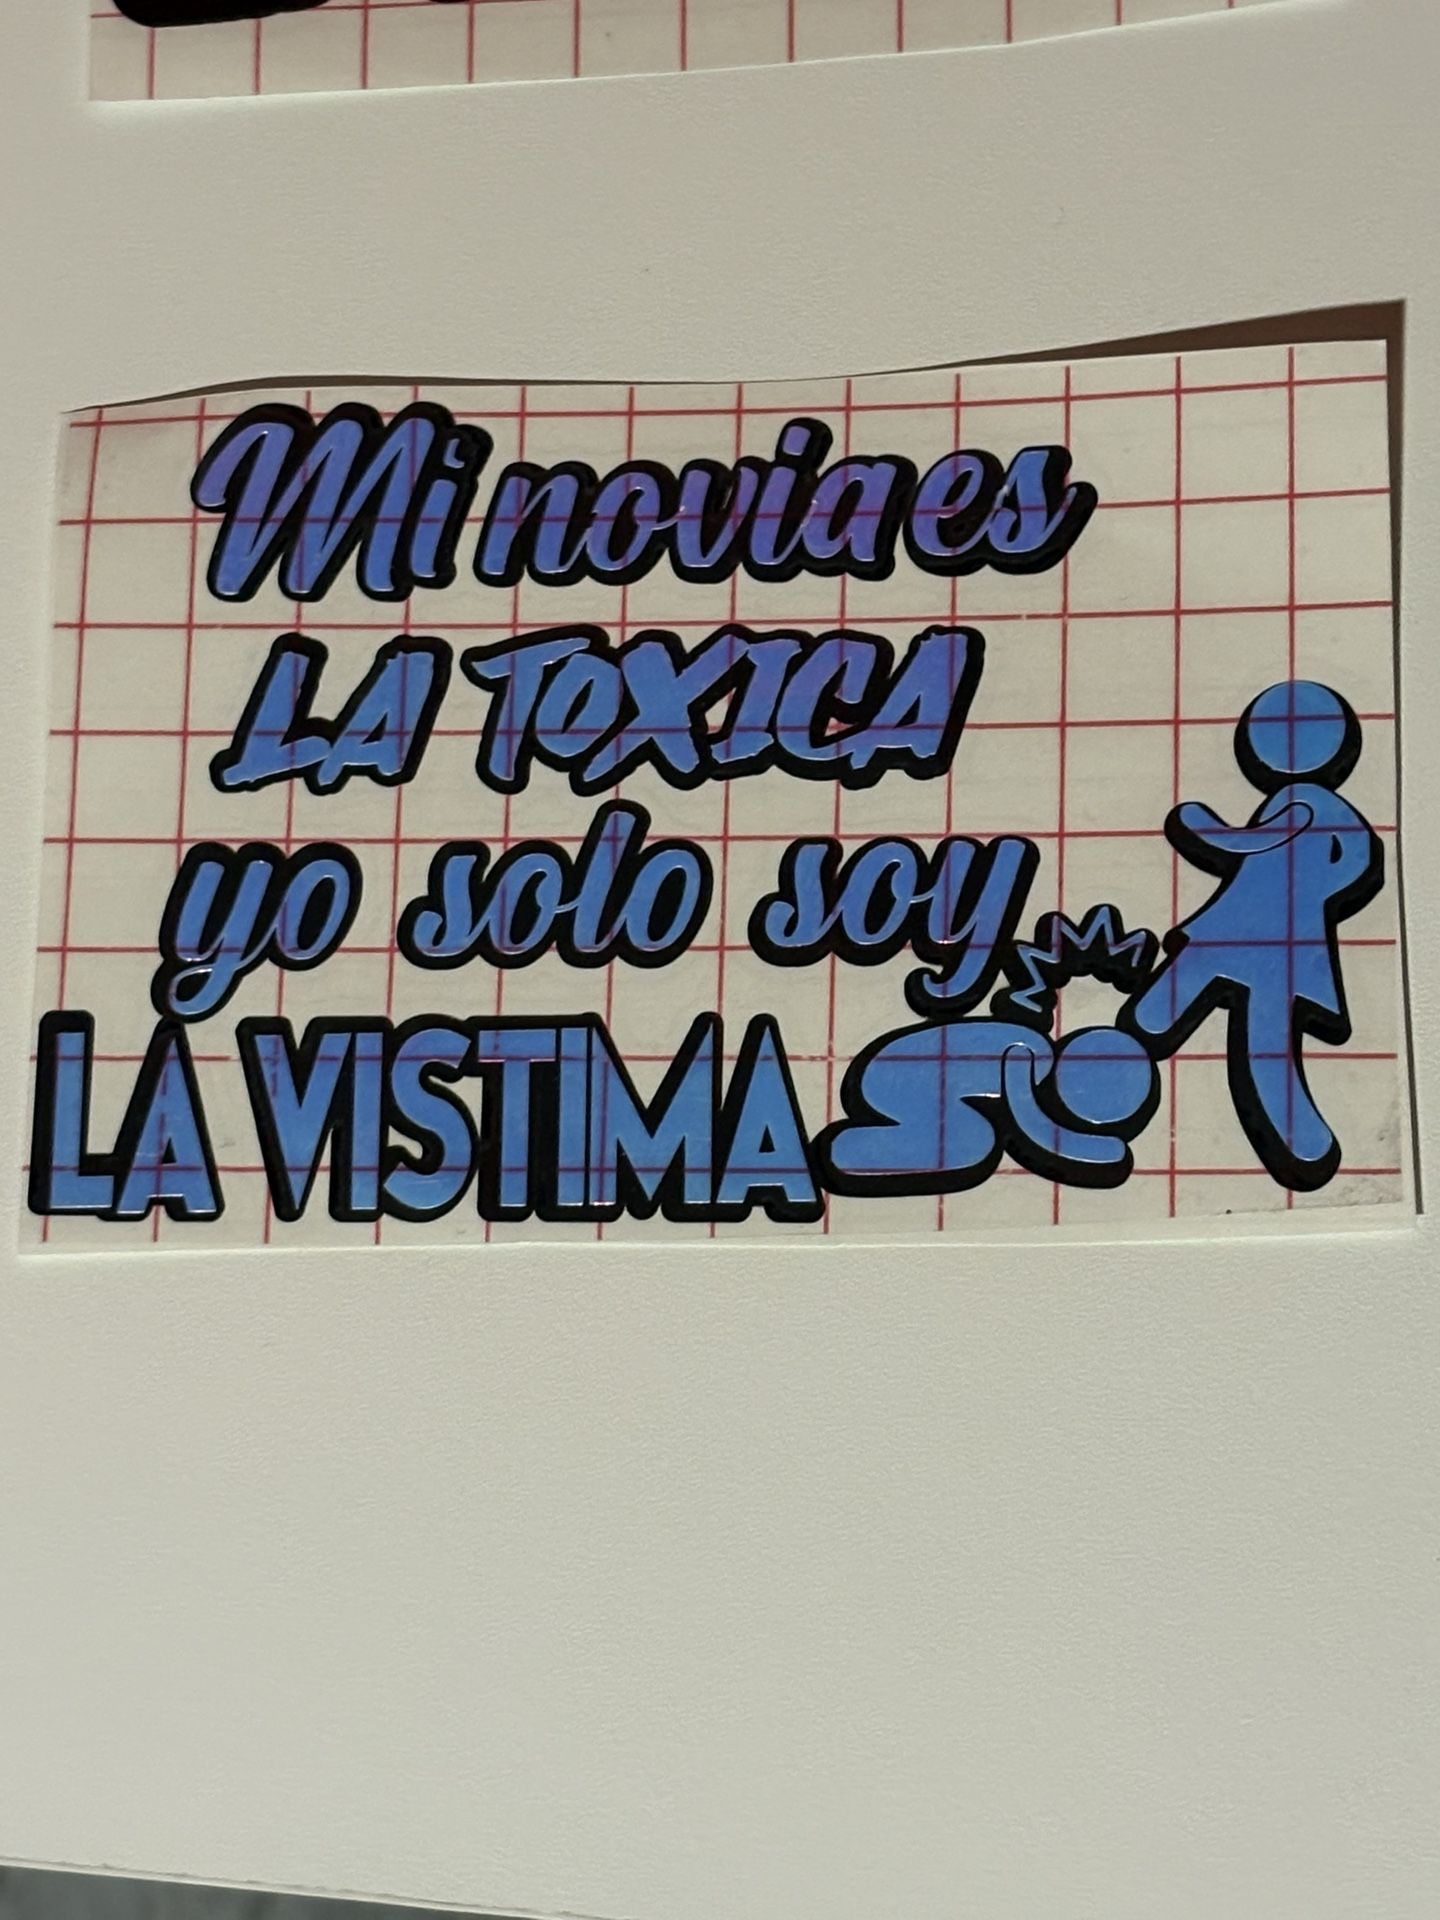 Mi novia es
LA TOXICA
yo solo soy
LA VISTIMA